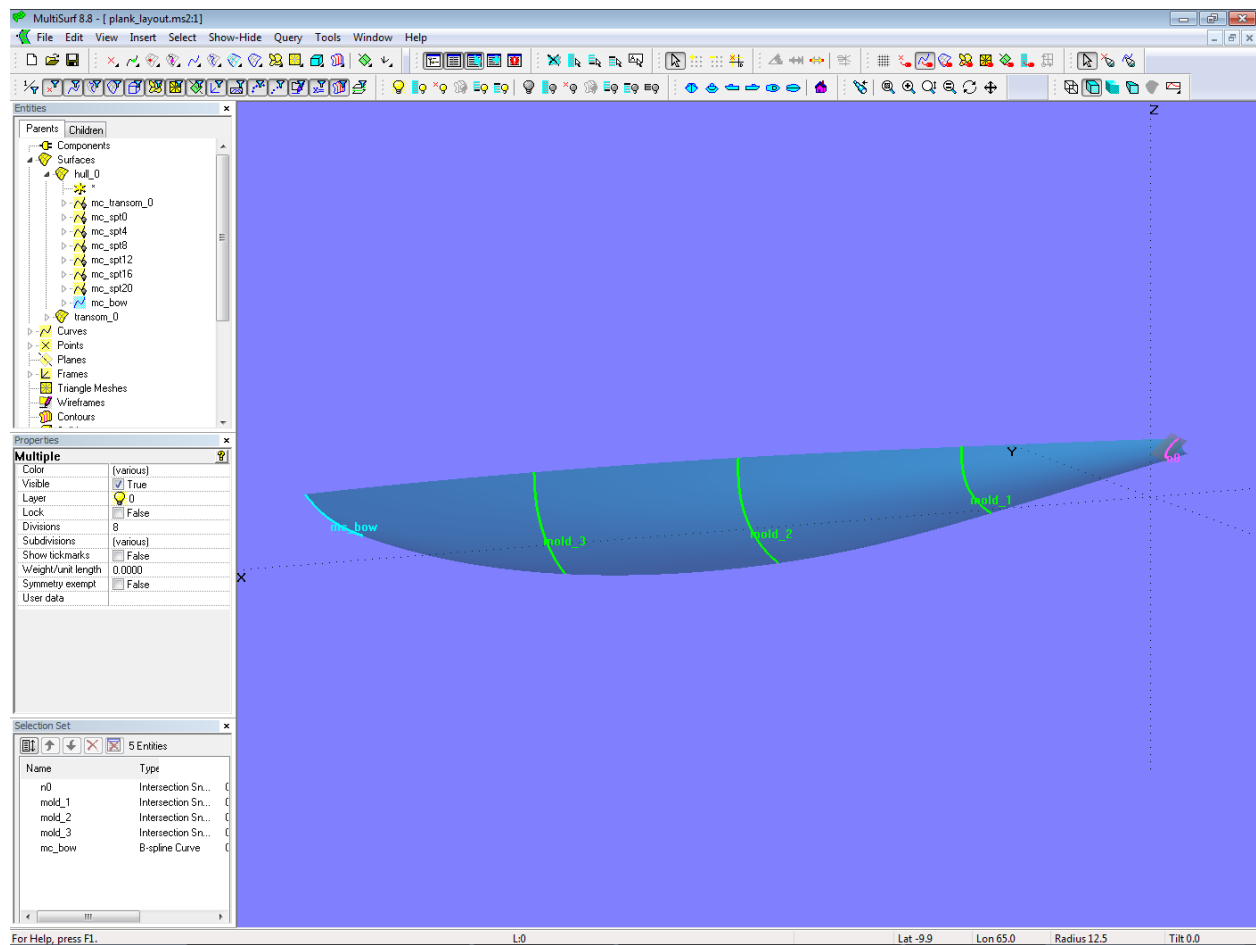 MultiSurf 8.8 - [ plank_layout.ms2:1]
File Edit View Insert Select Show-Hide Query Tools Window Help
Entities
Parents Children
Components
Surfaces
hull_0
*
mc_transom_0
mc_spt0
mc_spt4
mc_spt8
mc_spt12
mc_spt16
mc_spt20
mc_bow
transom_0
Curves
Points
Planes
Frames
Triangle Meshes
Wireframes
Contours
Properties
Multiple
Color (various)
Visible True
Layer 0
Lock False
Divisions 8
Subdivisions (various)
Show tickmarks False
Weight/unit length 0.0000
Symmetry exempt False
User data
Selection Set
5 Entities
Name Type
n0 Intersection Sn... 0
mold_1 Intersection Sn... 0
mold_2 Intersection Sn... 0
mold_3 Intersection Sn... 0
mc_bow B-spline Curve 0
Z
Y
n0
mold_1
mc_bow
mold_2
mold_3
X
For Help, press F1. L:0 Lat -9.9 Lon 65.0 Radius 12.5 Tilt 0.0